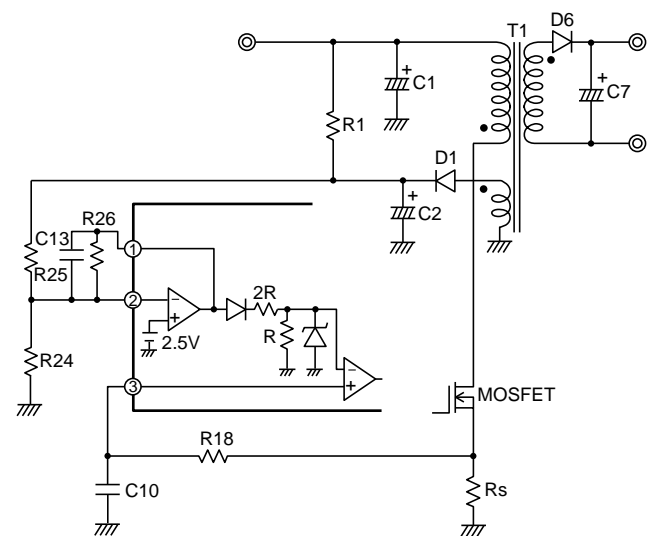 T1
D6
+
C1
+
C7
R1
D1
+
C2
R26
C13
R25
1
2
2R
−
+
R
2.5V
R24
−
+
3
MOSFET
R18
C10
Rs